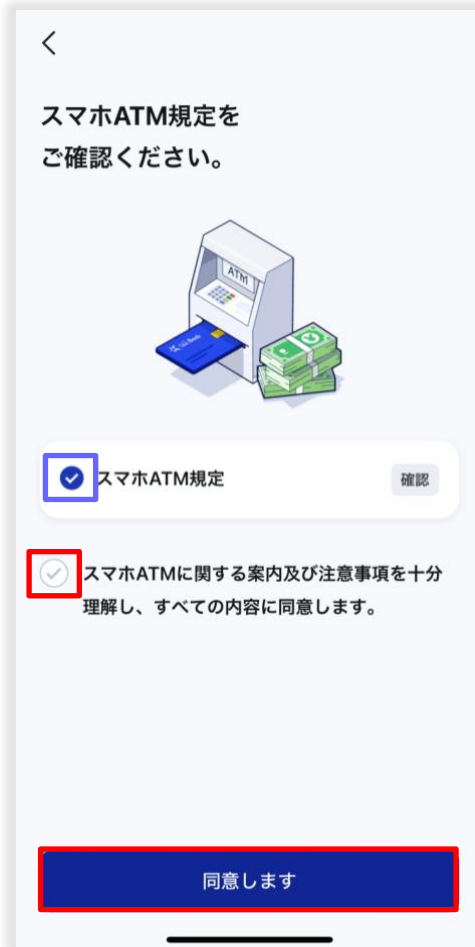 スマホATM規定を
ご確認ください。
ATM
スマホATM規定
確認
スマホATMに関する案内及び注意事項を十分
理解し、すべての内容に同意します。
同意します